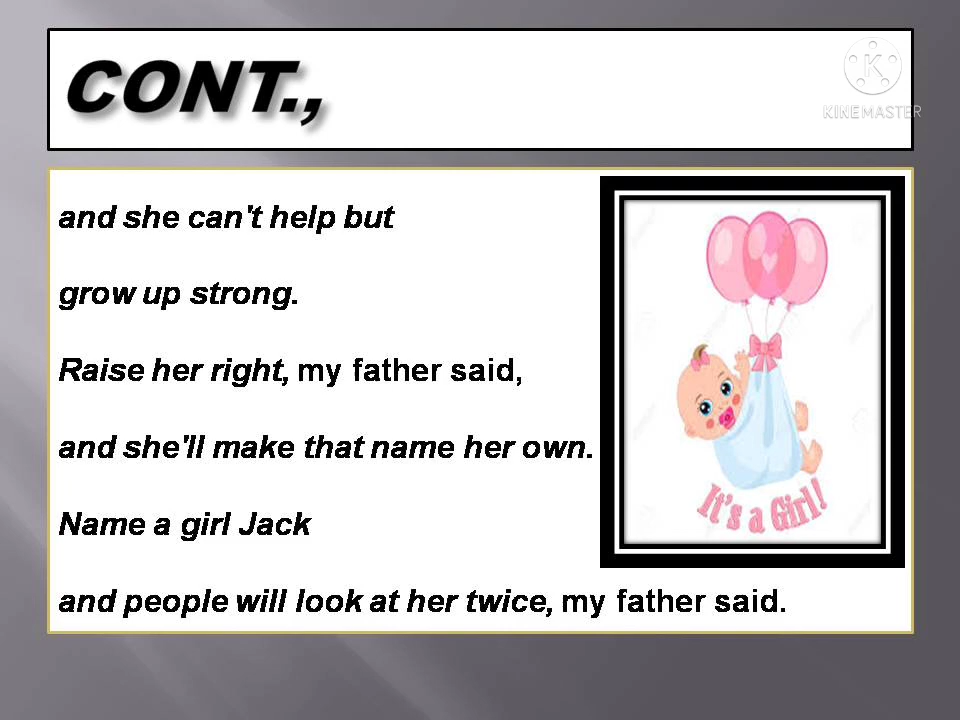 CONT.,
K
KINEMASTER
and she can't help but
grow up strong.
Raise her right, my father said,
and she'll make that name her own.
Name a girl Jack
and people will look at her twice, my father said.
It's a Girl!